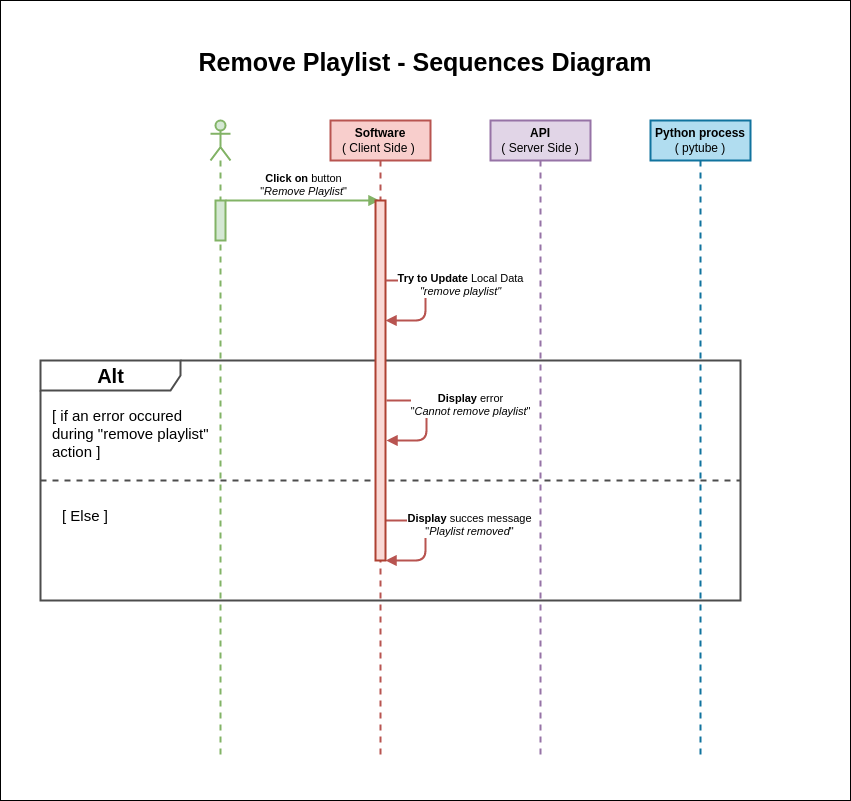 Remove Playlist - Sequences Diagram
Software
( Client Side )
API
( Server Side )
Python process
( pytube )
Click on button
"Remove Playlist"
Try to Update Local Data
"remove playlist"
Alt
[ if an error occured
during "remove playlist"
action ]
Display error
"Cannot remove playlist"
[ Else ]
Display succes message
"Playlist removed"